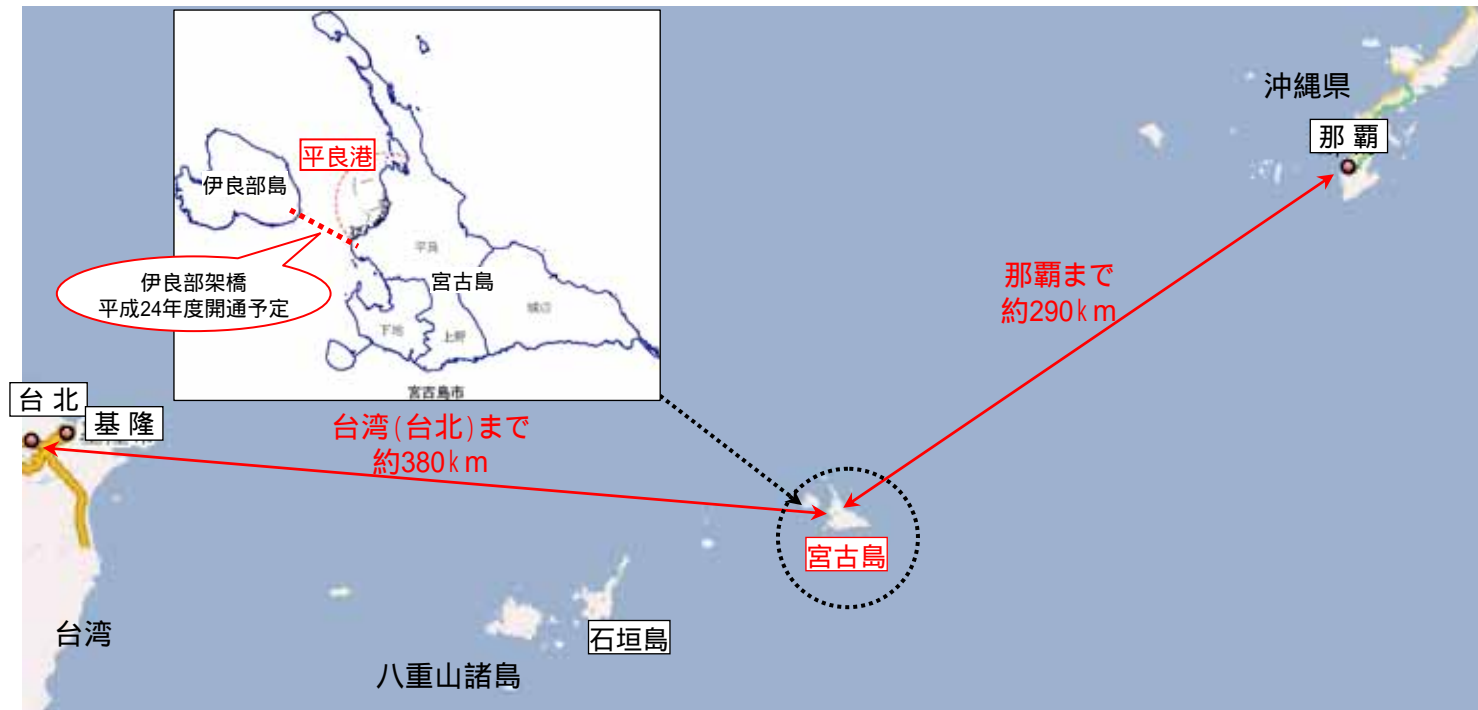 沖縄県
那覇
平良港
伊良部島
平良
伊良部架橋
平成24年度開通予定
宮古島
城辺
下地
上野
宮古島市
那覇まで
約290km
台北
基隆
台湾(台北)まで
約380km
宮古島
石垣島
台湾
八重山諸島